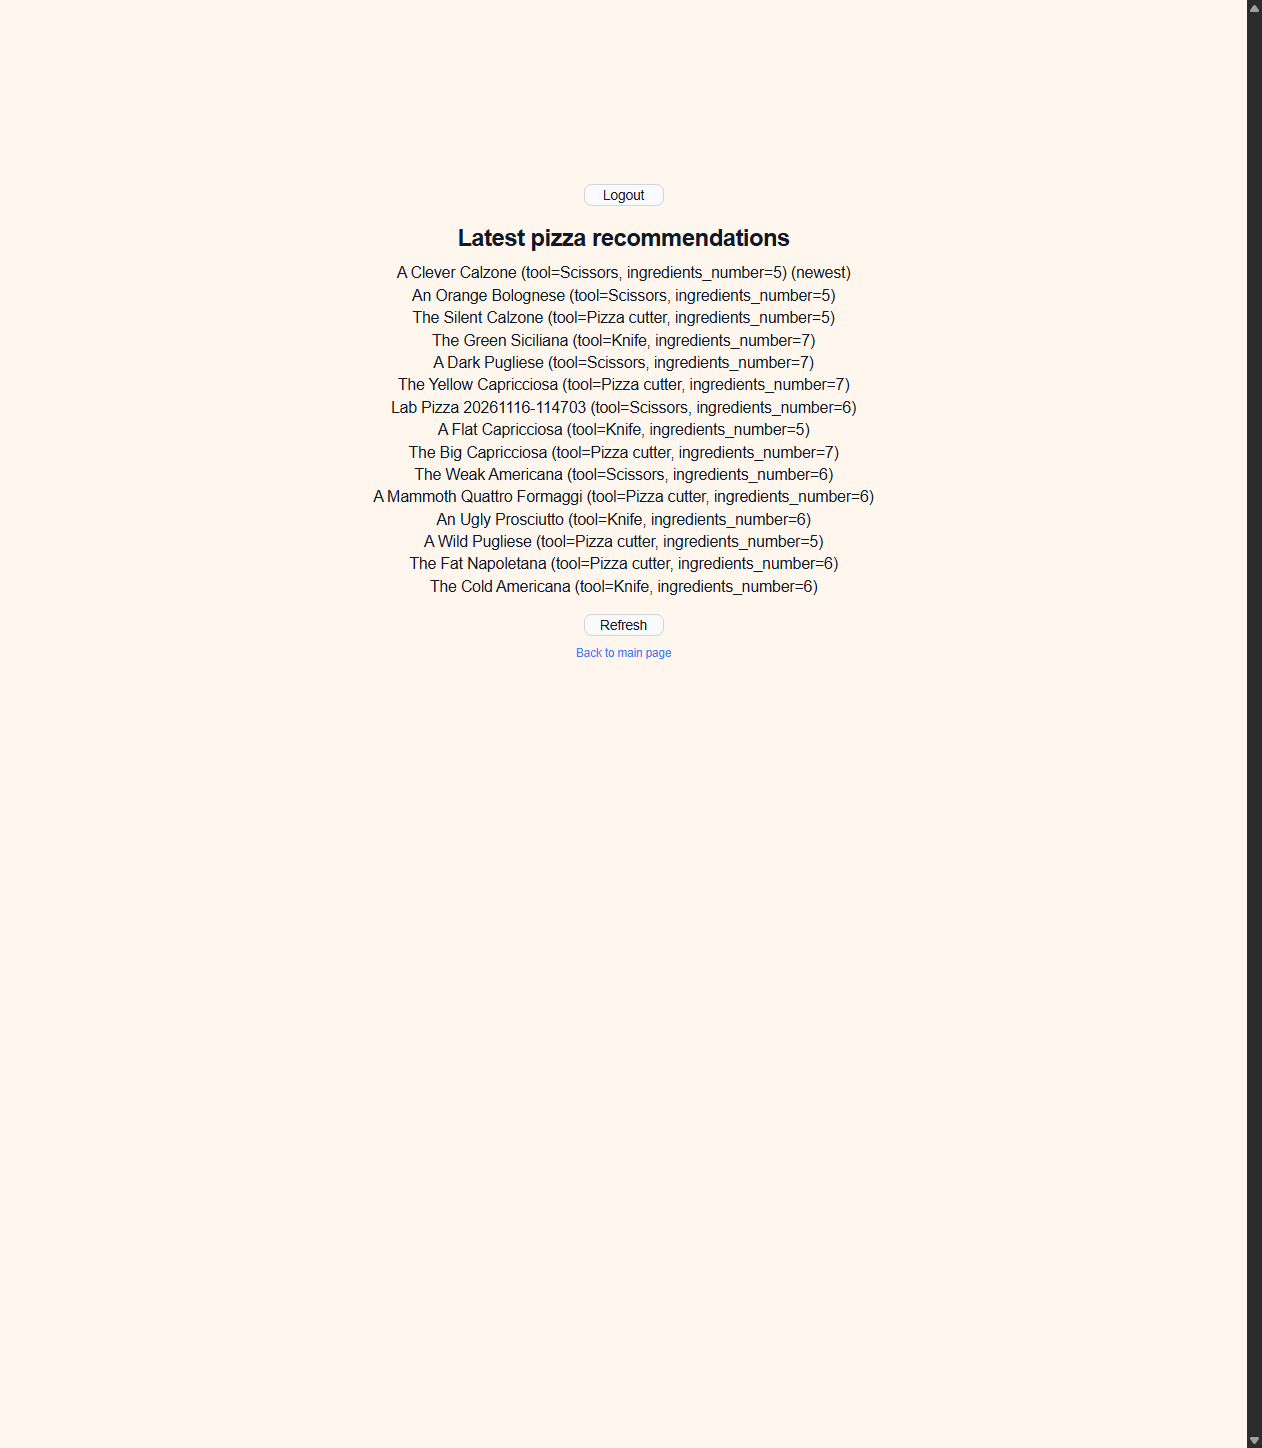 Logout
Latest pizza recommendations
A Clever Calzone (tool=Scissors, ingredients_number=5) (newest)
An Orange Bolognese (tool=Scissors, ingredients_number=5)
The Silent Calzone (tool=Pizza cutter, ingredients_number=5)
The Green Siciliana (tool=Knife, ingredients_number=7)
A Dark Pugliese (tool=Scissors, ingredients_number=7)
The Yellow Capricciosa (tool=Pizza cutter, ingredients_number=7)
Lab Pizza 20261116-114703 (tool=Scissors, ingredients_number=6)
A Flat Capricciosa (tool=Knife, ingredients_number=5)
The Big Capricciosa (tool=Pizza cutter, ingredients_number=7)
The Weak Americana (tool=Scissors, ingredients_number=6)
A Mammoth Quattro Formaggi (tool=Pizza cutter, ingredients_number=6)
An Ugly Prosciutto (tool=Knife, ingredients_number=6)
A Wild Pugliese (tool=Pizza cutter, ingredients_number=5)
The Fat Napoletana (tool=Pizza cutter, ingredients_number=6)
The Cold Americana (tool=Knife, ingredients_number=6)
Refresh
Back to main page